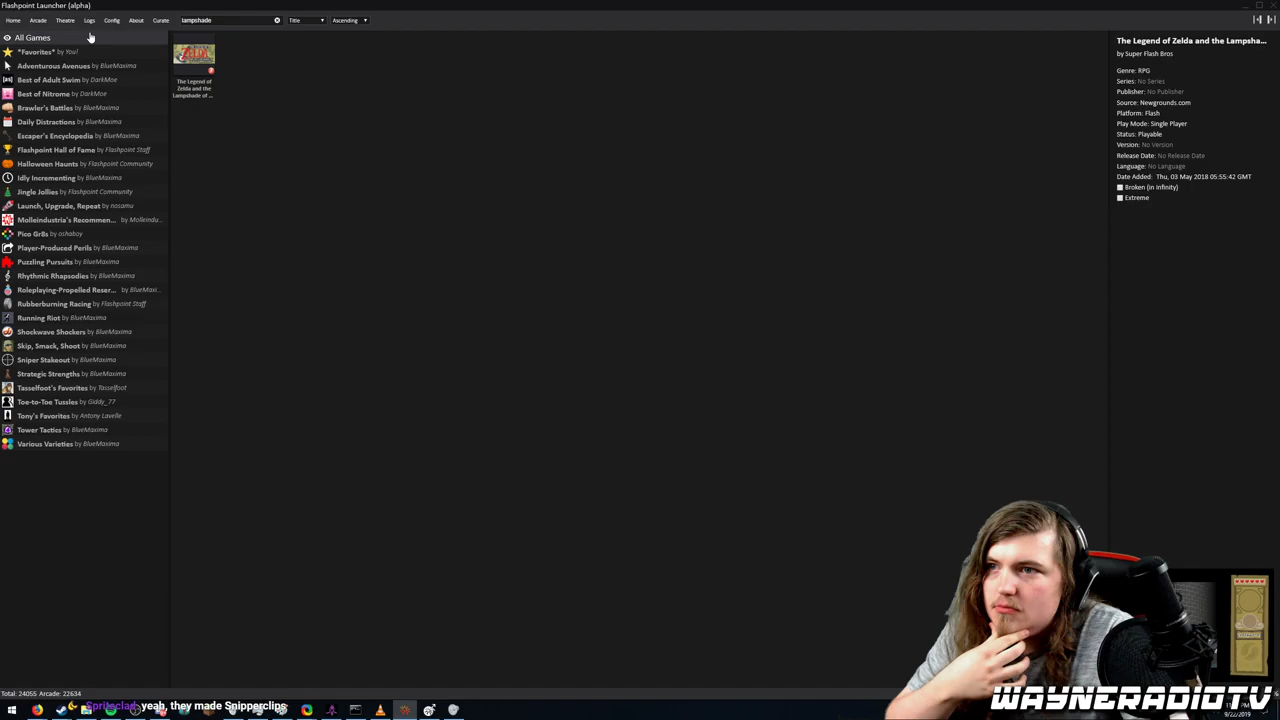 Flashpoint Launcher (alpha)
Home Arcade Theatre Logs Config About Curate lampshade Title Ascending
All Games
*Favorites* by You!
Adventurous Avenues by BlueMaxima
Best of Adult Swim by DarkMoe
Best of Nitrome by DarkMoe
Brawler's Battles by BlueMaxima
Daily Distractions by BlueMaxima
Escaper's Encyclopedia by BlueMaxima
Flashpoint Hall of Fame by Flashpoint Staff
Halloween Haunts by Flashpoint Community
Idly Incrementing by BlueMaxima
Jingle Jollies by Flashpoint Community
Launch, Upgrade, Repeat by nosamu
Molleindustria's Recommen... by Molleindu...
Pico Gr8s by oshaboy
Player-Produced Perils by BlueMaxima
Puzzling Pursuits by BlueMaxima
Rhythmic Rhapsodies by BlueMaxima
Roleplaying-Propelled Reser... by BlueMaxi...
Rubberburning Racing by Flashpoint Staff
Running Riot by BlueMaxima
Shockwave Shockers by BlueMaxima
Skip, Smack, Shoot by BlueMaxima
Sniper Stakeout by BlueMaxima
Strategic Strengths by BlueMaxima
Tasselfoot's Favorites by Tasselfoot
Toe-to-Toe Tussles by Giddy_77
Tony's Favorites by Antony Lavelle
Tower Tactics by BlueMaxima
Various Varieties by BlueMaxima
ZELDA
The Legend of
Zelda and the
Lampshade of ...
The Legend of Zelda and the Lampsha...
by Super Flash Bros
Genre: RPG
Series: No Series
Publisher: No Publisher
Source: Newgrounds.com
Platform: Flash
Play Mode: Single Player
Status: Playable
Version: No Version
Release Date: No Release Date
Language: No Language
Date Added: Thu, 03 May 2018 05:55:42 GMT
Broken (in Infinity)
Extreme
Total: 24055 Arcade: 22634
Spriteclad: yeah, they made Snipperclips
WAYNERADIOTV
9/22/2019